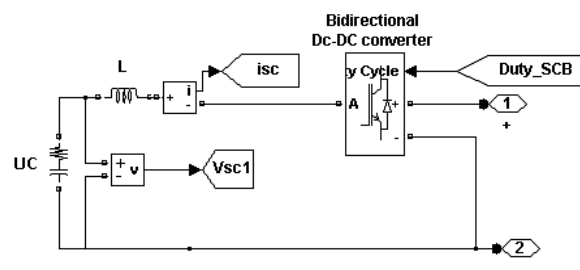 Bidirectional
Dc-DC converter
L
isc
+
i
-
y Cycle
Duty_SCB
A
+
-
1
+
UC
+
-
v
Vsc1
2